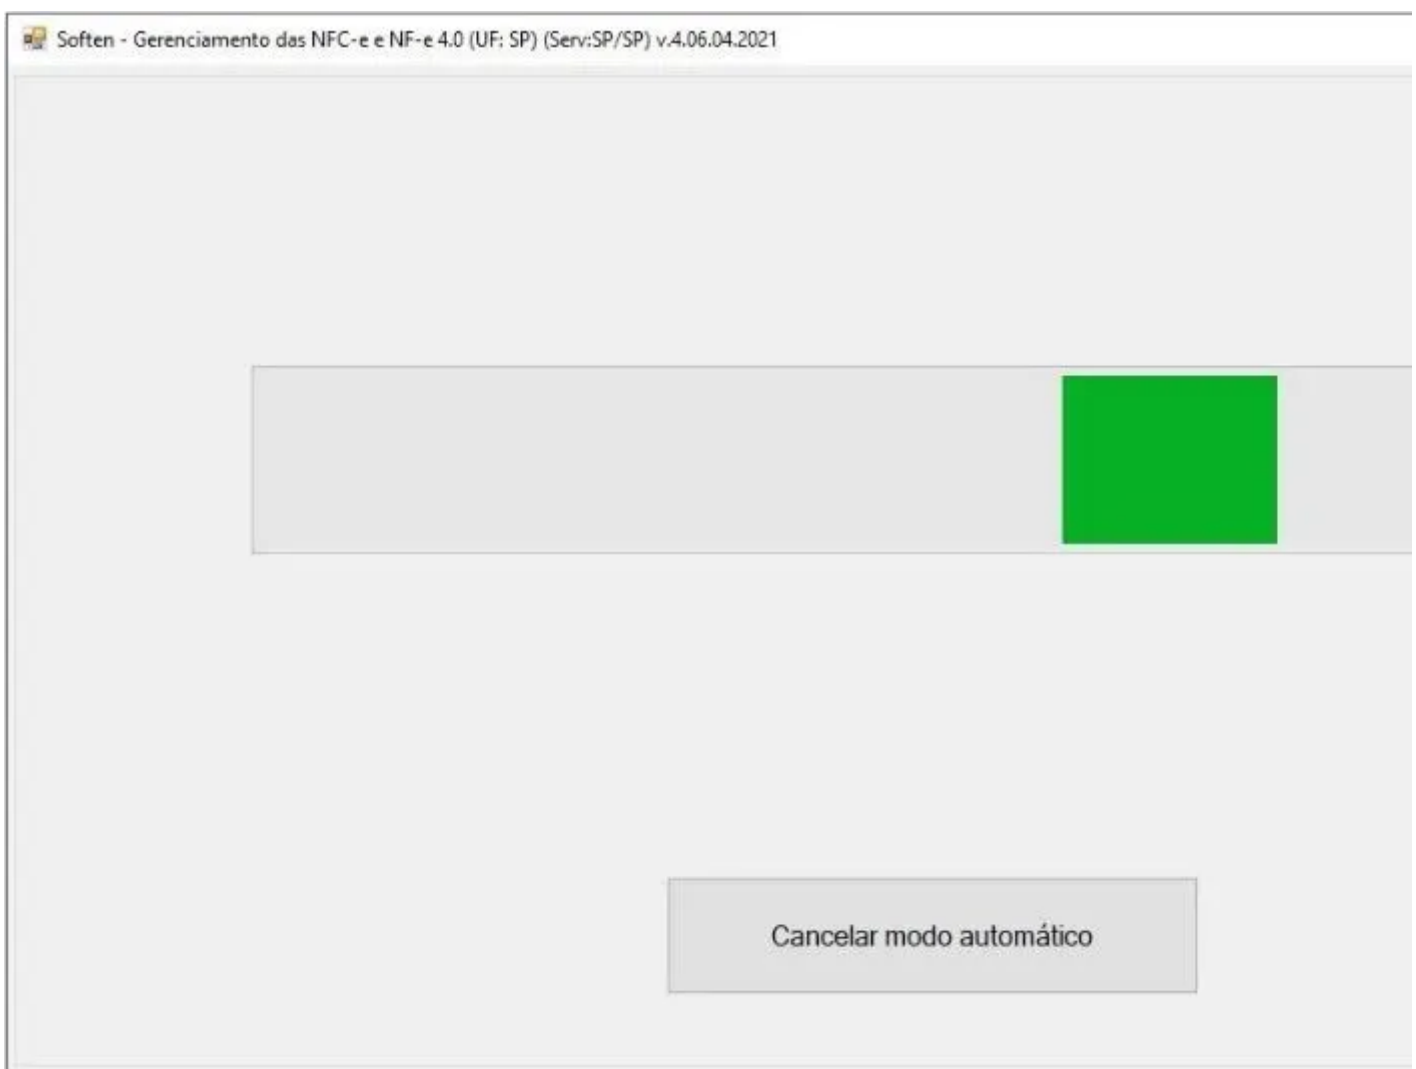 Soften - Gerenciamento das NFC-e e NF-e 4.0 (UF: SP) (Serv:SP/SP) v.4.06.04.2021
Cancelar modo automático